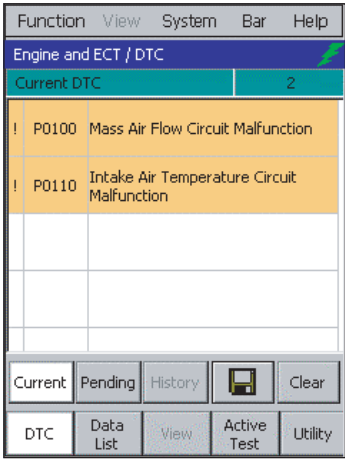 Function View System Bar Help
Engine and ECT / DTC
Current DTC 2
! P0100 Mass Air Flow Circuit Malfunction
! P0110 Intake Air Temperature Circuit
Malfunction
Current Pending History Clear
DTC Data List View Active Test Utility